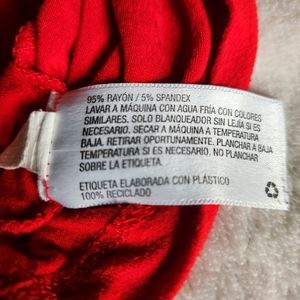 95% RAYÓN / 5% SPANDEX
LAVAR A MÁQUINA CON AGUA FRÍA CON COLORES
SIMILARES. SOLO BLANQUEADOR SIN LEJÍA SI ES
NECESARIO. SECAR A MÁQUINA A TEMPERATURA
BAJA. RETIRAR OPORTUNAMENTE. PLANCHAR A BAJA
TEMPERATURA SI ES NECESARIO. NO PLANCHAR
SOBRE LA ETIQUETA.
ETIQUETA ELABORADA CON PLÁSTICO
100% RECICLADO